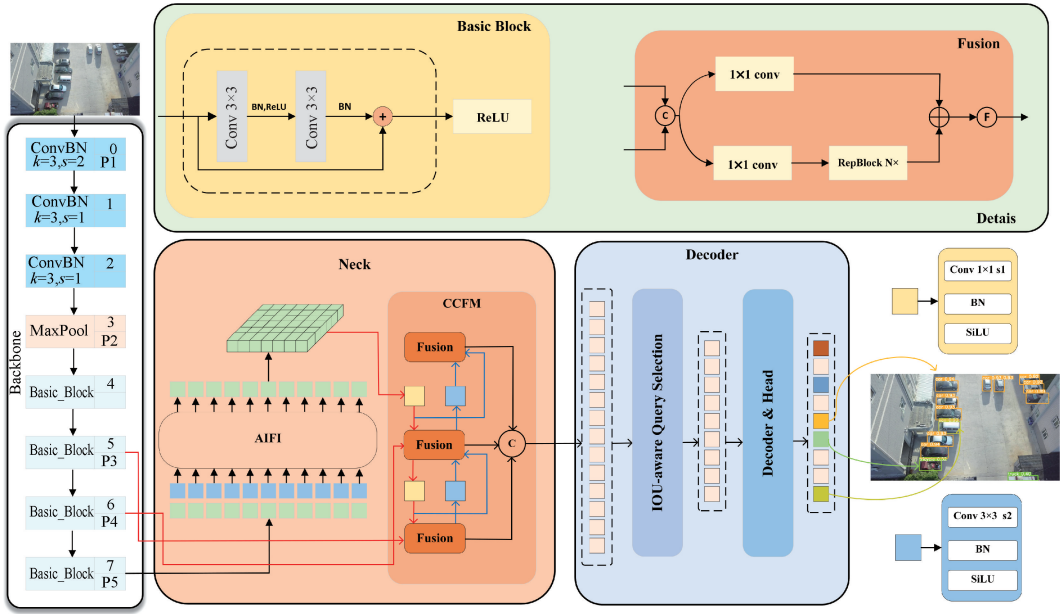 Basic Block
Conv 3×3
BN,ReLU
Conv 3×3
BN
+
ReLU
Fusion
1×1 conv
C
1×1 conv
RepBlock N×
F
Detais
Backbone
ConvBN
k=3,s=2
0
P1
ConvBN
k=3,s=1
1
ConvBN
k=3,s=1
2
MaxPool
3
P2
Basic_Block
4
Basic_Block
5
P3
Basic_Block
6
P4
Basic_Block
7
P5
Neck
AIFI
CCFM
Fusion
Fusion
Fusion
C
Decoder
IOU-aware Query Selection
Decoder & Head
Conv 1×1 s1
BN
SiLU
Conv 3×3 s2
BN
SiLU